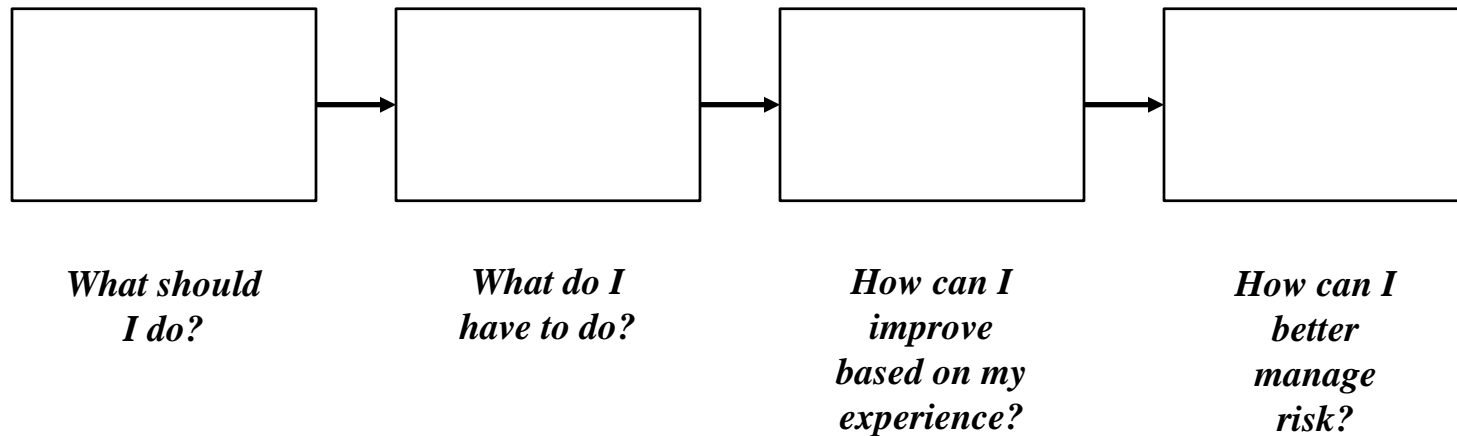 What should
I do?
What do I
have to do?
How can I
improve
based on my
experience?
How can I
better
manage
risk?